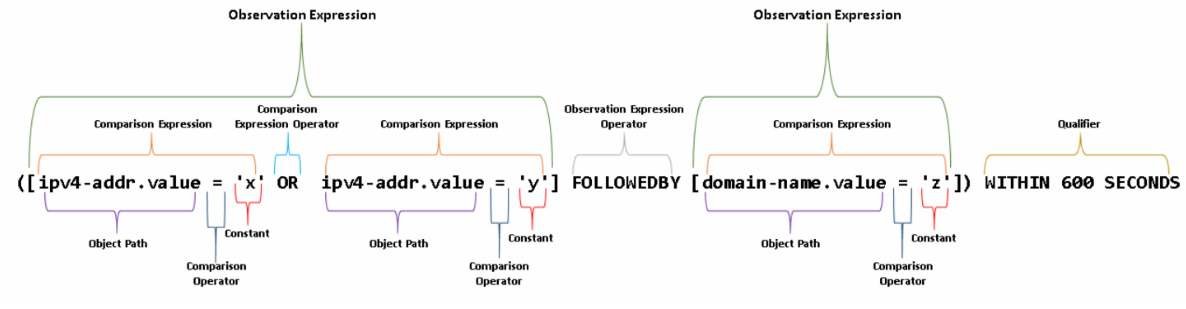 Observation Expression
Observation Expression
Comparison
Observation Expression
Comparison Expression
Expression Operator
Comparison Expression
Operator
Comparison Expression
Qualifier
([ipv4-addr.value = 'x' OR ipv4-addr.value = 'y'] FOLLOWEDBY [domain-name.value = 'z']) WITHIN 600 SECONDS
Object Path
Constant
Object Path
Constant
Object Path
Constant
Comparison
Operator
Comparison
Operator
Comparison
Operator